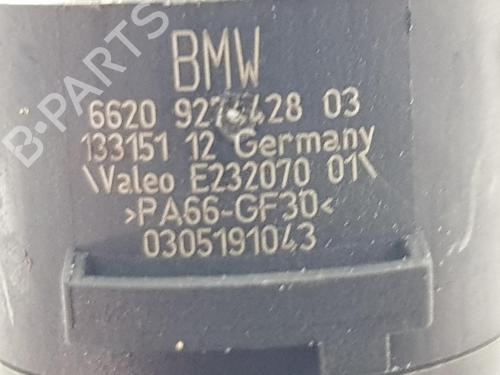 B-PARTS
BMW
6620 9274428 03
133151 12 Germany
\Valeo E232070 01\
>PA66-GF30<
0305191043